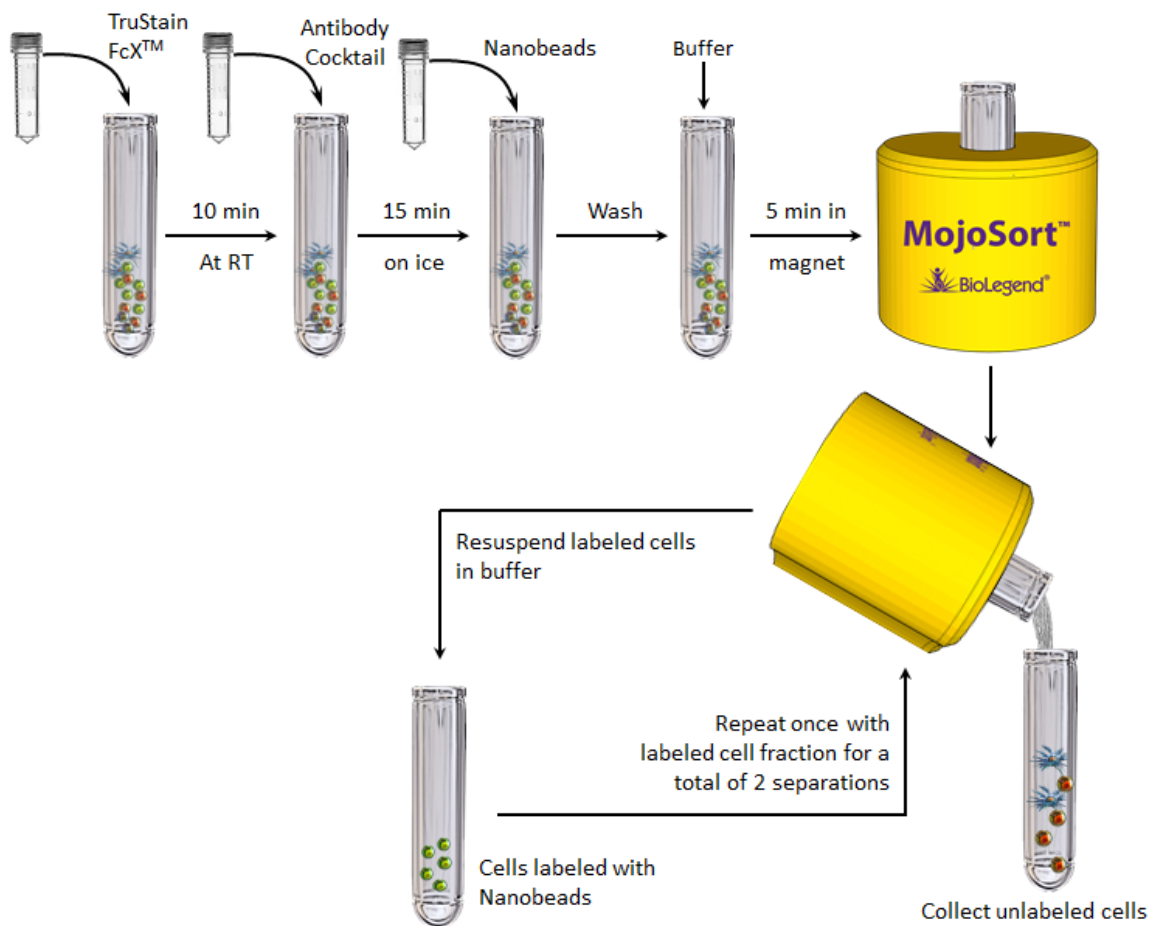 TruStain
FcX™
Antibody
Cocktail
Nanobeads
Buffer
10 min
At RT
15 min
on ice
Wash
5 min in
magnet
MojoSort™
BioLegend®
Resuspend labeled cells
in buffer
Repeat once with
labeled cell fraction for a
total of 2 separations
Cells labeled with
Nanobeads
Collect unlabeled cells